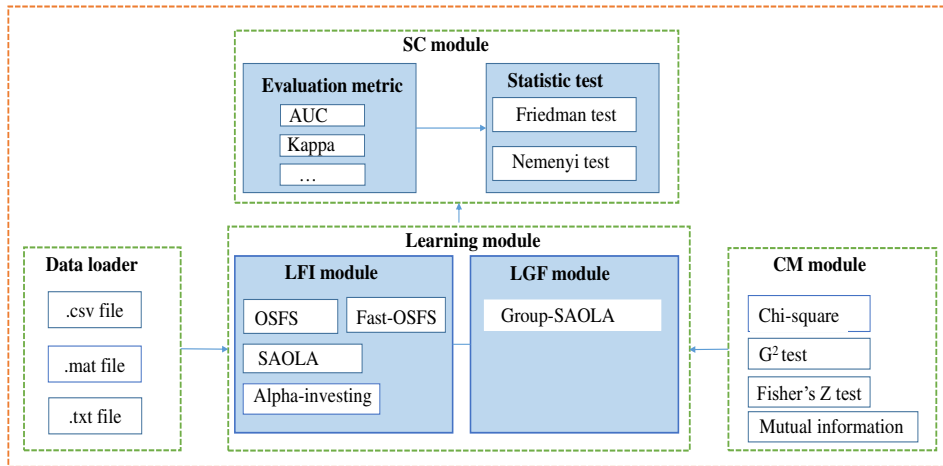 SC module
Evaluation metric
AUC
Kappa
…
Statistic test
Friedman test
Nemenyi test
Data loader
.csv file
.mat file
.txt file
Learning module
LFI module
OSFS
Fast-OSFS
SAOLA
Alpha-investing
LGF module
Group-SAOLA
CM module
Chi-square
G² test
Fisher’s Z test
Mutual information